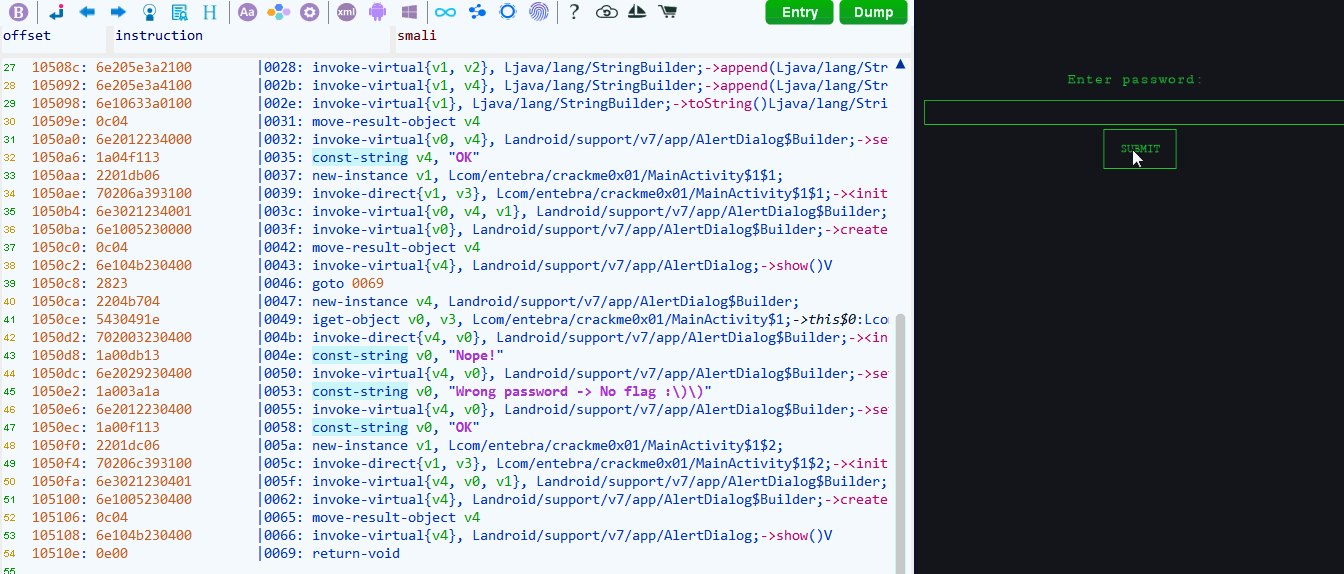 B H Aa xml ? Entry Dump
offset instruction smali
27 10508c: 6e205e3a2100 |0028: invoke-virtual{v1, v2}, Ljava/lang/StringBuilder;->append(Ljava/lang/Str
28 105092: 6e205e3a4100 |002b: invoke-virtual{v1, v4}, Ljava/lang/StringBuilder;->append(Ljava/lang/Str
29 105098: 6e10633a0100 |002e: invoke-virtual{v1}, Ljava/lang/StringBuilder;->toString()Ljava/lang/Stri
30 10509e: 0c04 |0031: move-result-object v4
31 1050a0: 6e2012234000 |0032: invoke-virtual{v0, v4}, Landroid/support/v7/app/AlertDialog$Builder;->se
32 1050a6: 1a04f113 |0035: const-string v4, "OK"
33 1050aa: 2201db06 |0037: new-instance v1, Lcom/entebra/crackme0x01/MainActivity$1$1;
34 1050ae: 70206a393100 |0039: invoke-direct{v1, v3}, Lcom/entebra/crackme0x01/MainActivity$1$1;-><init
35 1050b4: 6e3021234001 |003c: invoke-virtual{v0, v4, v1}, Landroid/support/v7/app/AlertDialog$Builder;
36 1050ba: 6e1005230000 |003f: invoke-virtual{v0}, Landroid/support/v7/app/AlertDialog$Builder;->create
37 1050c0: 0c04 |0042: move-result-object v4
38 1050c2: 6e104b230400 |0043: invoke-virtual{v4}, Landroid/support/v7/app/AlertDialog;->show()V
39 1050c8: 2823 |0046: goto 0069
40 1050ca: 2204b704 |0047: new-instance v4, Landroid/support/v7/app/AlertDialog$Builder;
41 1050ce: 5430491e |0049: iget-object v0, v3, Lcom/entebra/crackme0x01/MainActivity$1;->this$0:Lco
42 1050d2: 702003230400 |004b: invoke-direct{v4, v0}, Landroid/support/v7/app/AlertDialog$Builder;-><in
43 1050d8: 1a00db13 |004e: const-string v0, "Nope!"
44 1050dc: 6e2029230400 |0050: invoke-virtual{v4, v0}, Landroid/support/v7/app/AlertDialog$Builder;->se
45 1050e2: 1a003a1a |0053: const-string v0, "Wrong password -> No flag :\)\)"
46 1050e6: 6e2012230400 |0055: invoke-virtual{v4, v0}, Landroid/support/v7/app/AlertDialog$Builder;->se
47 1050ec: 1a00f113 |0058: const-string v0, "OK"
48 1050f0: 2201dc06 |005a: new-instance v1, Lcom/entebra/crackme0x01/MainActivity$1$2;
49 1050f4: 70206c393100 |005c: invoke-direct{v1, v3}, Lcom/entebra/crackme0x01/MainActivity$1$2;-><init
50 1050fa: 6e3021230401 |005f: invoke-virtual{v4, v0, v1}, Landroid/support/v7/app/AlertDialog$Builder;
51 105100: 6e1005230400 |0062: invoke-virtual{v4}, Landroid/support/v7/app/AlertDialog$Builder;->create
52 105106: 0c04 |0065: move-result-object v4
53 105108: 6e104b230400 |0066: invoke-virtual{v4}, Landroid/support/v7/app/AlertDialog;->show()V
54 10510e: 0e00 |0069: return-void
55
Enter password:
SUBMIT